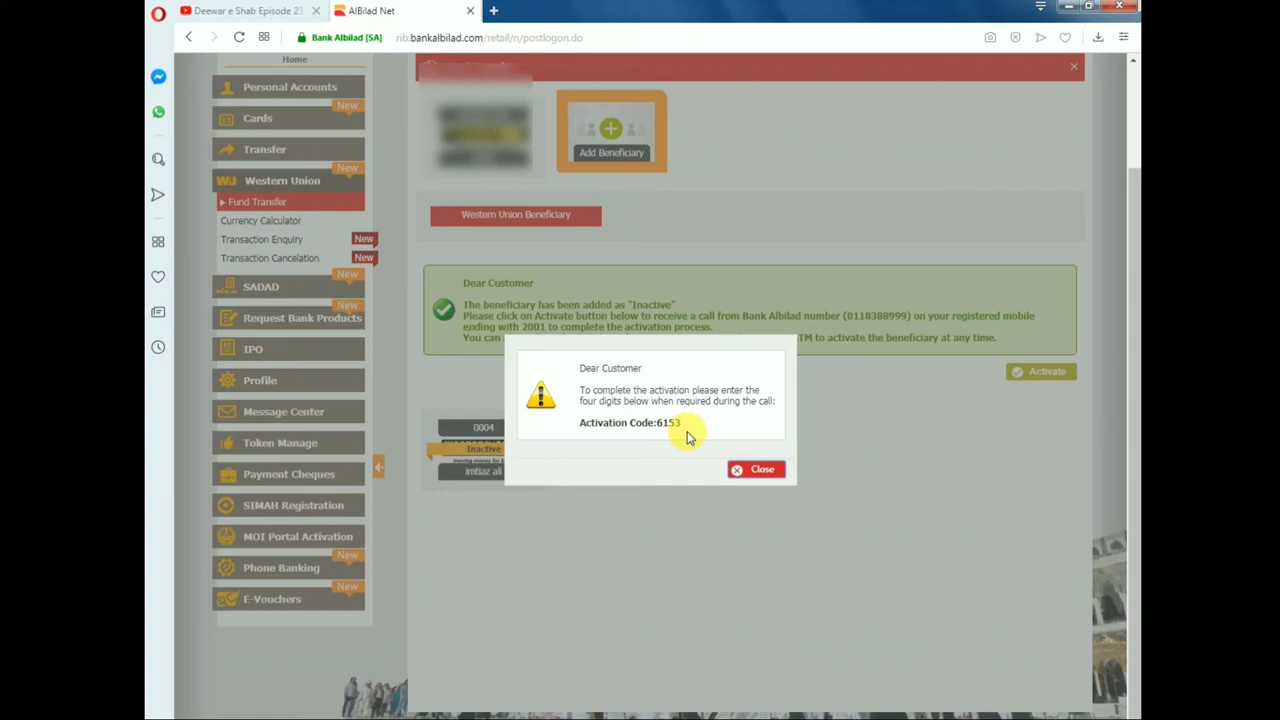 Deewar e Shab Episode 23
AlBilad Net
Bank Albilad [SA]
rib.bankalbilad.com/retail/n/postlogon.do
Home
Personal Accounts
New
Cards
Transfer
New
Western Union
Fund Transfer
Currency Calculator
Transaction Enquiry
New
Transaction Cancelation
New
New
SADAD
New
Request Bank Products
IPO
Profile
Message Center
Token Manage
Payment Cheques
SIMAH Registration
MOI Portal Activation
New
Phone Banking
New
E-Vouchers
Add Beneficiary
Western Union Beneficiary
Dear Customer
The beneficiary has been added as "Inactive"
Please click on Activate button below to receive a call from Bank Albilad number (0118388999) on your registered mobile
ending with 2001 to complete the activation process.
You can TM to activate the beneficiary at any time.
Activate
0004
Inactive
imtiaz ali
Dear Customer
To complete the activation please enter the
four digits below when required during the call:
Activation Code:6153
Close